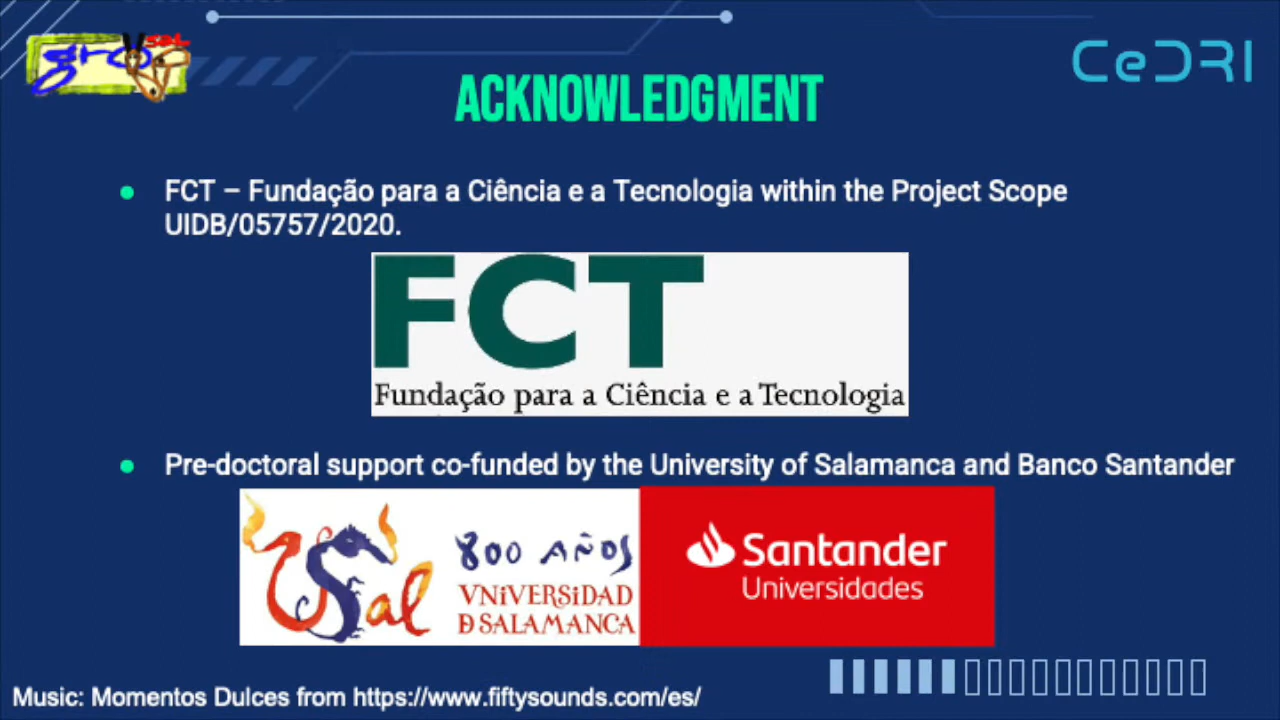 groUsal
CeDRI
ACKNOWLEDGMENT
FCT – Fundação para a Ciência e a Tecnologia within the Project Scope
UIDB/05757/2020.
FCT
Fundação para a Ciência e a Tecnologia
Pre-doctoral support co-funded by the University of Salamanca and Banco Santander
USal
800 AÑOS
VNiVERSiDAD
D SALAMANCA
Santander
Universidades
Music: Momentos Dulces from https://www.fiftysounds.com/es/